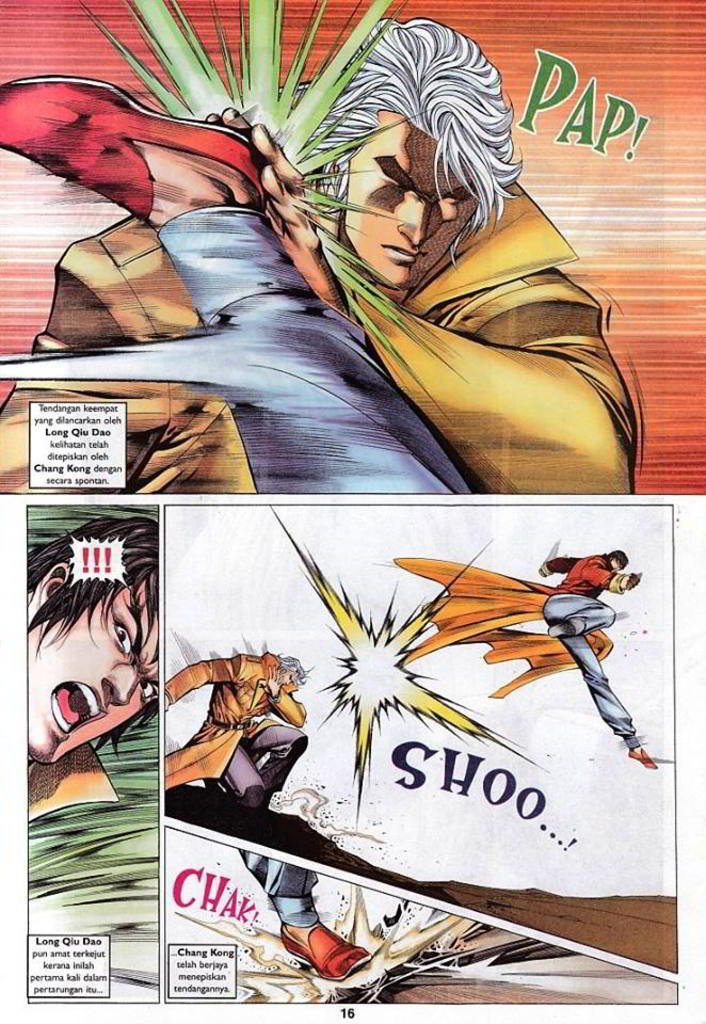 PAP!
Tendangan keempat
yang dilancarkan oleh
Long Qiu Dao
kelihatan telah
ditepiskan oleh
Chang Kong dengan
secara spontan.
!!!
SHOO...!
Long Qiu Dao
pun amat terkejut
kerana inilah
pertama kali dalam
pertarungan itu...
CHAK!
...Chang Kong
telah berjaya
menepiskan
tendangannya.
16